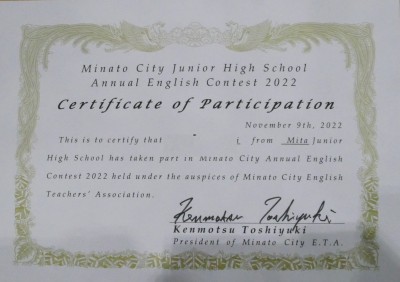 Minato City Junior High School
Annual English Contest 2022
Certificate of Participation
November 9th, 2022
This is to certify that from Mita Junior
High School has taken part in Minato City Annual English
Contest 2022 held under the auspices of Minato City English
Teachers' Association.
Kenmotsu Toshiyuki
Kenmotsu Toshiyuki
President of Minato City E.T.A.